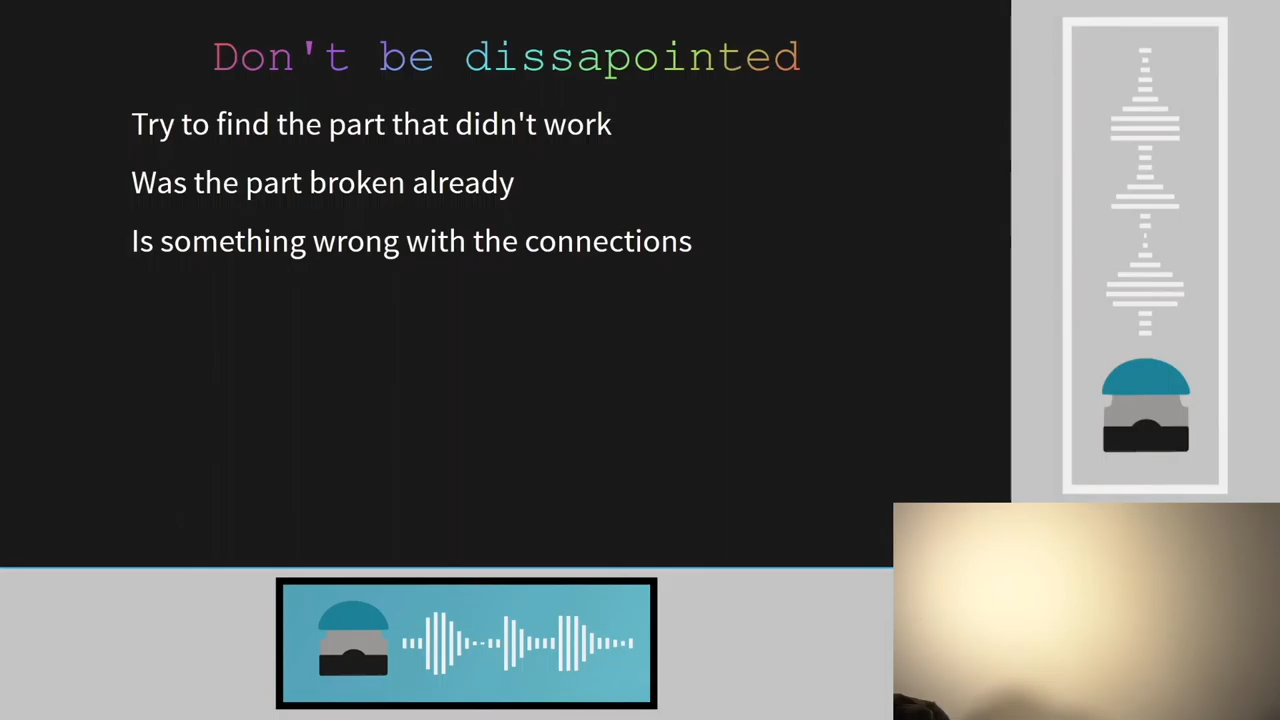 Don't be dissapointed
Try to find the part that didn't work
Was the part broken already
Is something wrong with the connections